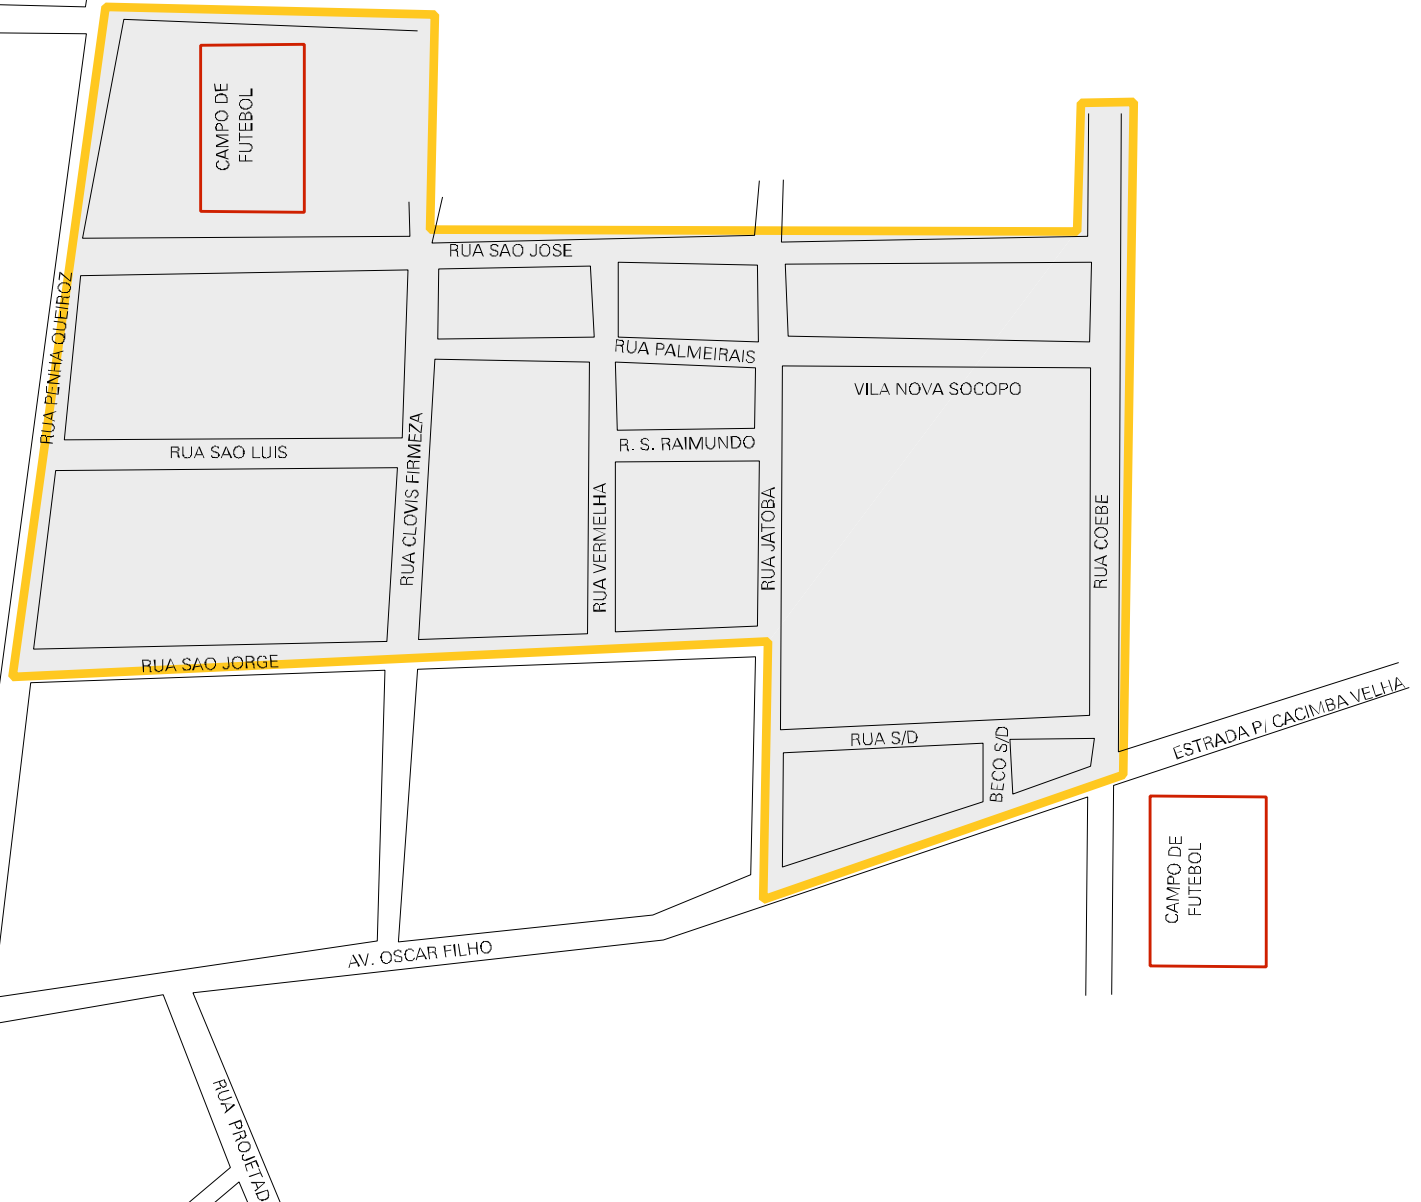 CAMPO DE
FUTEBOL
RUA SAO JOSE
RUA PENHA QUEIROZ
RUA PALMEIRAIS
VILA NOVA SOCOPO
RUA SAO LUIS
RUA CLOVIS FIRMEZA
R. S. RAIMUNDO
RUA VERMELHA
RUA JATOBA
RUA COEBE
RUA SAO JORGE
RUA S/D
BECO S/D
ESTRADA P/ CACIMBA VELHA
CAMPO DE
FUTEBOL
AV. OSCAR FILHO
RUA PROJETAD